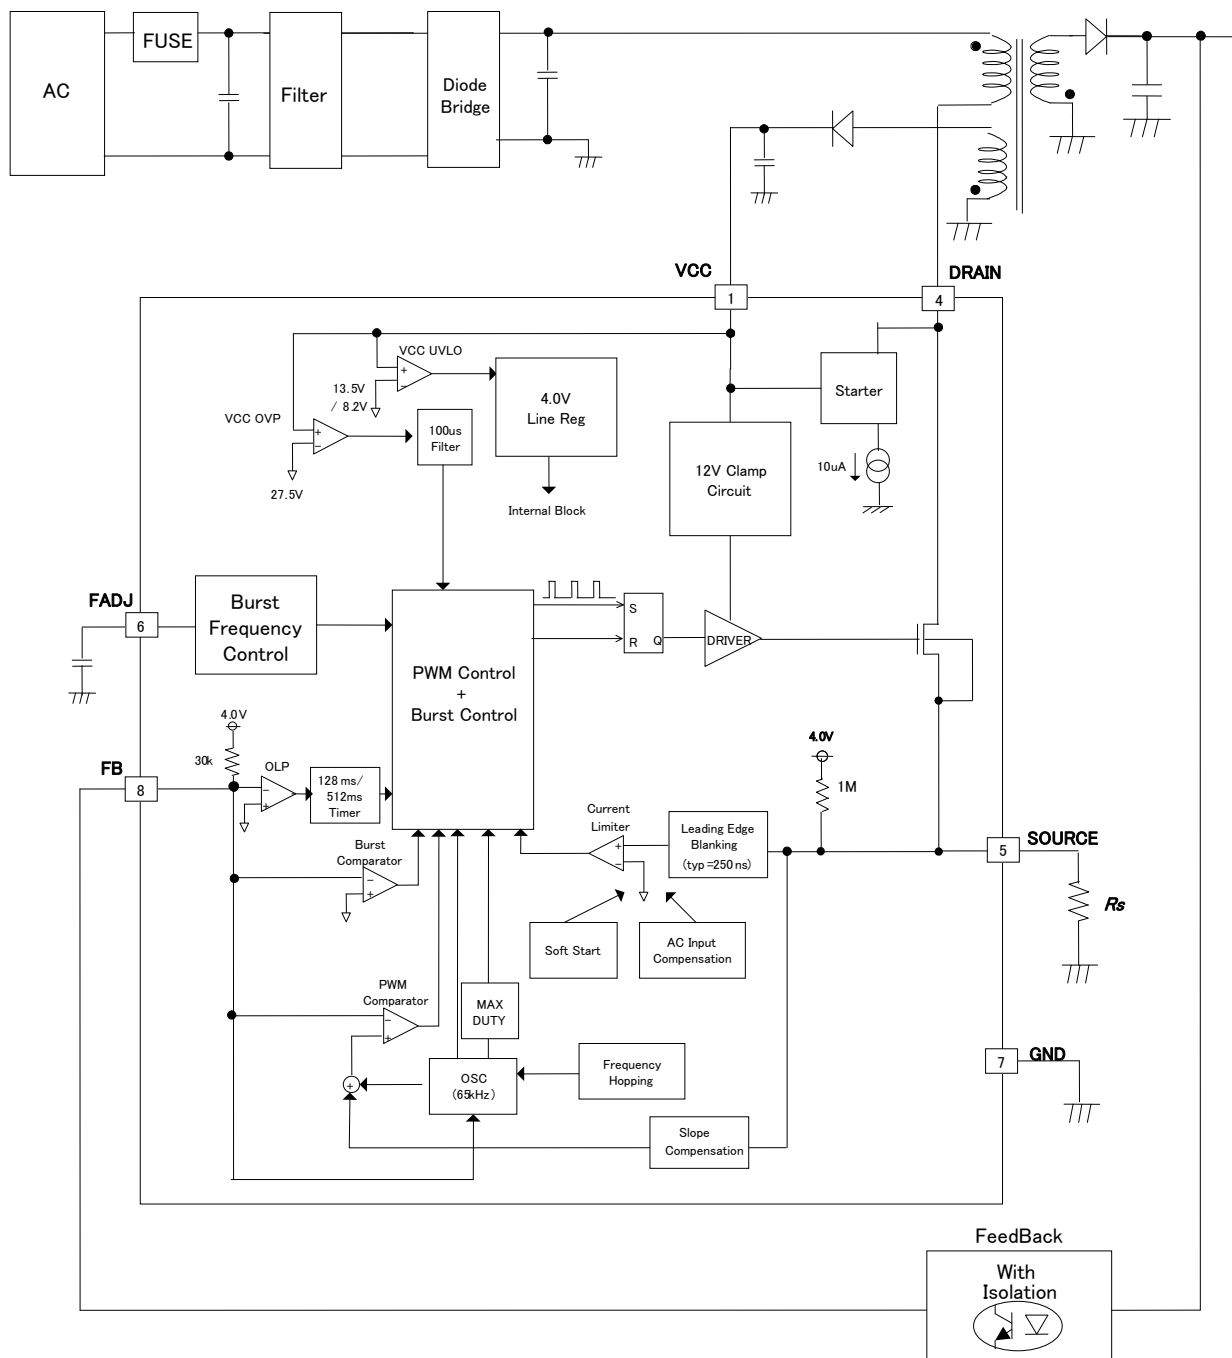 AC
FUSE
Filter
Diode
Bridge
VCC
DRAIN
1
4
VCC UVLO
+
−
13.5V
/ 8.2V
4.0V
Line Reg
Starter
VCC OVP
+
−
100us
Filter
27.5V
12V Clamp
Circuit
10uA
Internal Block
FADJ
6
Burst
Frequency
Control
PWM Control
+
Burst Control
S
R
Q
DRIVER
4.0V
30k
FB
8
OLP
−
+
128 ms/
512ms
Timer
4.0V
1M
Current
Limiter
+
−
Leading Edge
Blanking
(typ =250 ns)
SOURCE
5
Rs
Burst
Comparator
−
+
Soft Start
AC Input
Compensation
PWM
Comparator
−
+
MAX
DUTY
7
GND
+
OSC
(65kHz)
Frequency
Hopping
Slope
Compensation
FeedBack
With
Isolation